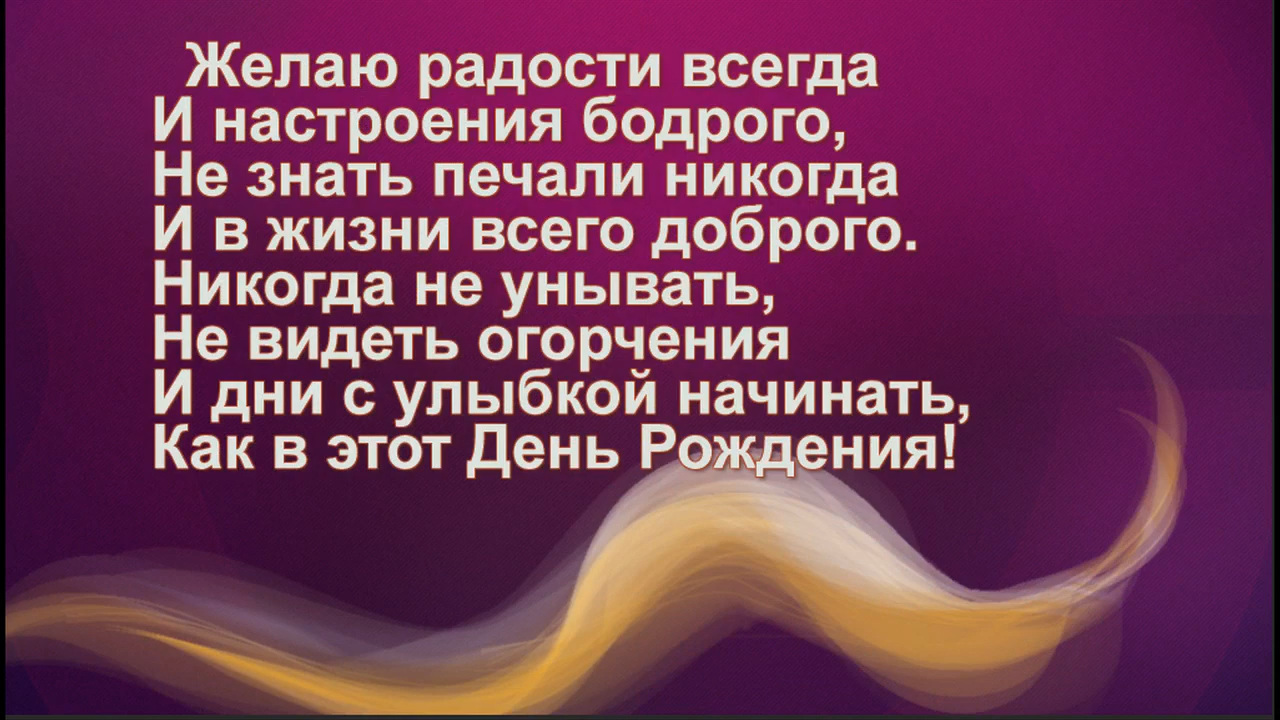 Желаю радости всегда
И настроения бодрого,
Не знать печали никогда
И в жизни всего доброго.
Никогда не унывать,
Не видеть огорчения
И дни с улыбкой начинать,
Как в этот День Рождения!